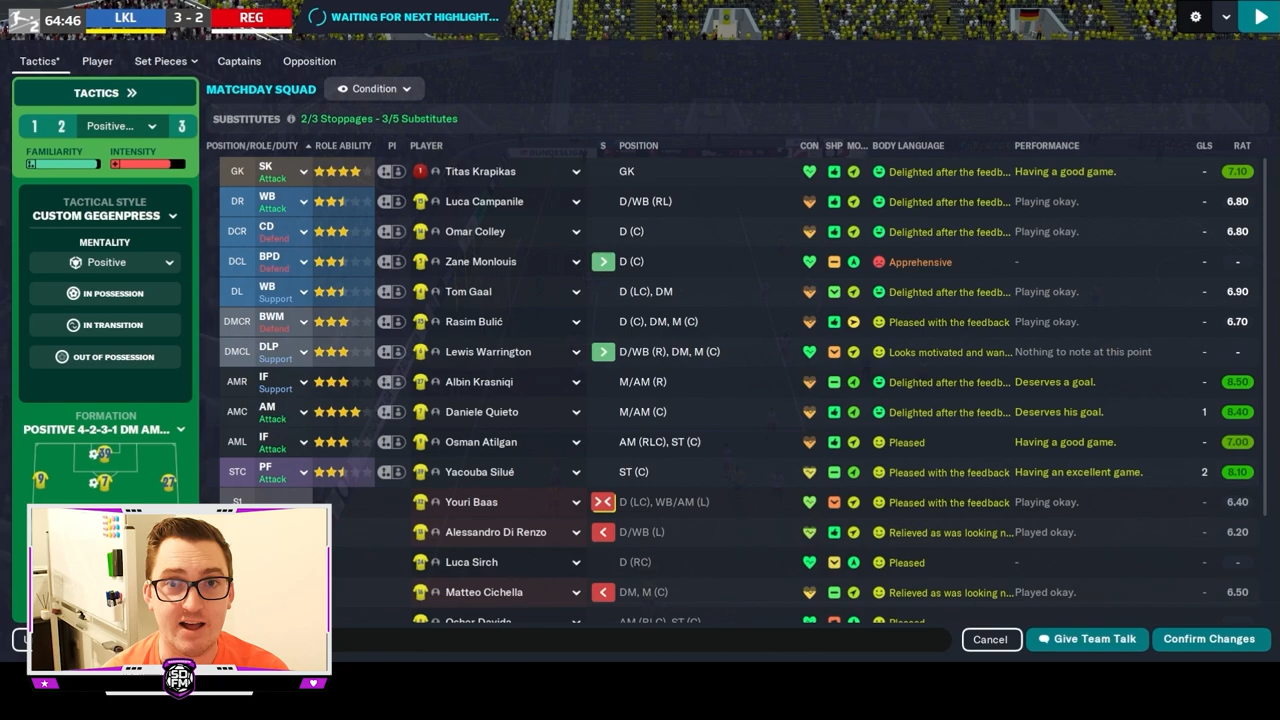 64:46 LKL 3 - 2 REG WAITING FOR NEXT HIGHLIGHT...
Tactics* Player Set Pieces Captains Opposition
TACTICS
1 2 Positive... 3
FAMILIARITY INTENSITY
TACTICAL STYLE
CUSTOM GEGENPRESS
MENTALITY
Positive
IN POSSESSION
IN TRANSITION
OUT OF POSSESSION
FORMATION
POSITIVE 4-2-3-1 DM AM...
9 7 27
MATCHDAY SQUAD Condition
SUBSTITUTES 2/3 Stoppages - 3/5 Substitutes
POSITION/ROLE/DUTY ROLE ABILITY PI PLAYER S POSITION CON SHP MO... BODY LANGUAGE PERFORMANCE GLS RAT
GK SK Attack Titas Krapikas GK Delighted after the feedb... Having a good game. - 7.10
DR WB Attack Luca Campanile D/WB (RL) Delighted after the feedb... Playing okay. - 6.80
DCR CD Defend Omar Colley D (C) Delighted after the feedb... Playing okay. - 6.80
DCL BPD Defend Zane Monlouis D (C) Apprehensive - - -
DL WB Support Tom Gaal D (LC), DM Delighted after the feedb... Playing okay. - 6.90
DMCR BWM Defend Rasim Bulić D (C), DM, M (C) Pleased with the feedback Playing okay. - 6.70
DMCL DLP Support Lewis Warrington D/WB (R), DM, M (C) Looks motivated and wan... Nothing to note at this point - -
AMR IF Support Albin Krasniqi M/AM (R) Delighted after the feedb... Deserves a goal. - 8.50
AMC AM Attack Daniele Quieto M/AM (C) Delighted after the feedb... Deserves his goal. 1 8.40
AML IF Attack Osman Atilgan AM (RLC), ST (C) Pleased Having a good game. - 7.00
STC PF Attack Yacouba Silué ST (C) Pleased with the feedback Having an excellent game. 2 8.10
S1 Youri Baas D (LC), WB/AM (L) Pleased with the feedback Playing okay. - 6.40
Alessandro Di Renzo D/WB (L) Relieved as was looking n... Played okay. - 6.20
Luca Sirch D (RC) Pleased - - -
Matteo Cichella DM, M (C) Relieved as was looking n... Played okay. - 6.50
Cancel Give Team Talk Confirm Changes
SDFM